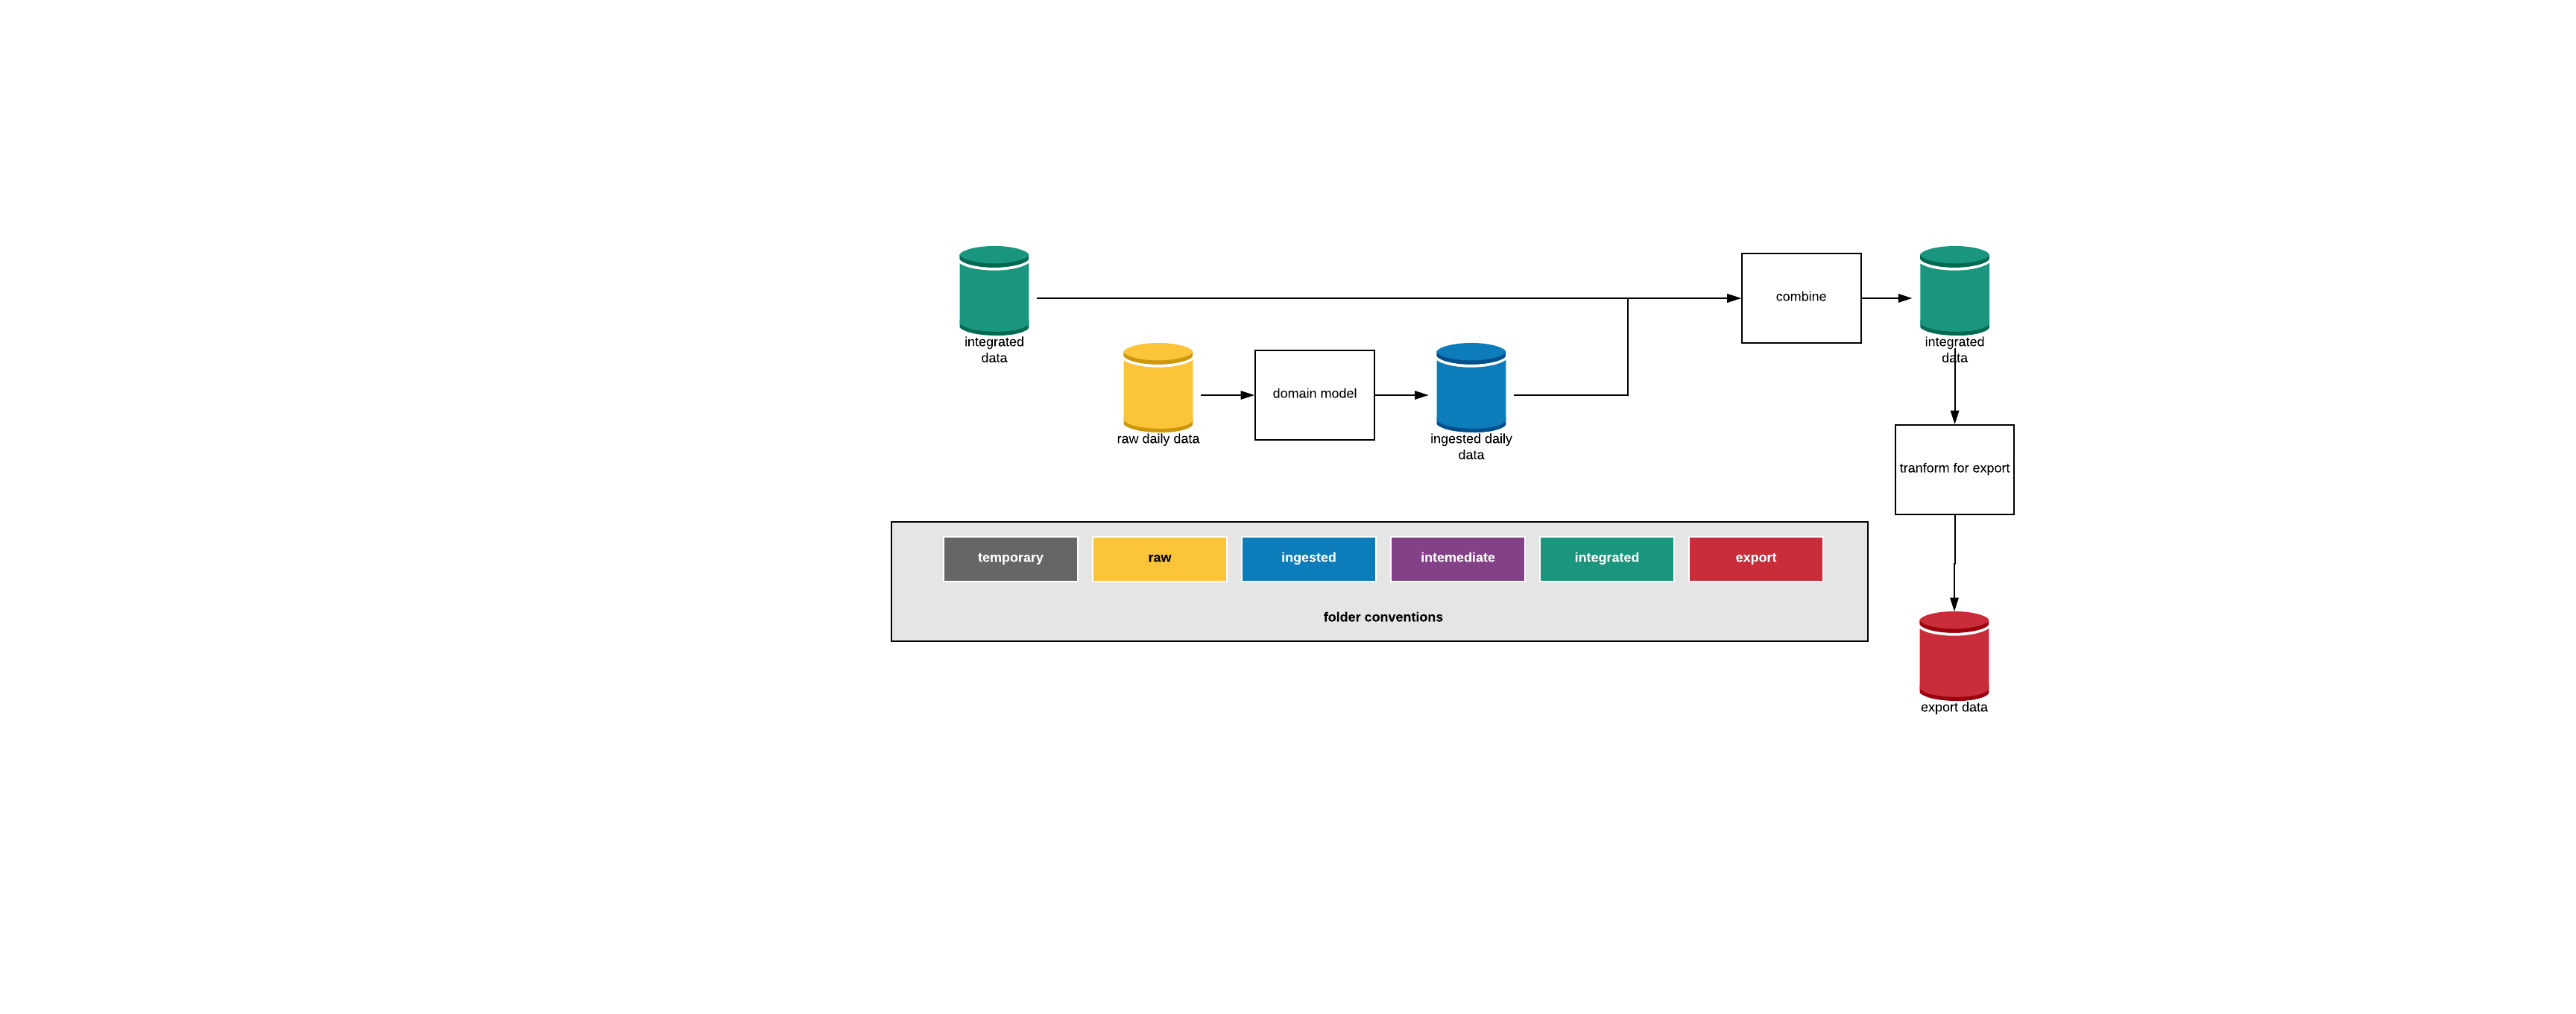 integrated
data
combine
integrated
data
raw daily data
domain model
ingested daily
data
tranform for export
temporary
raw
ingested
intemediate
integrated
export
folder conventions
export data